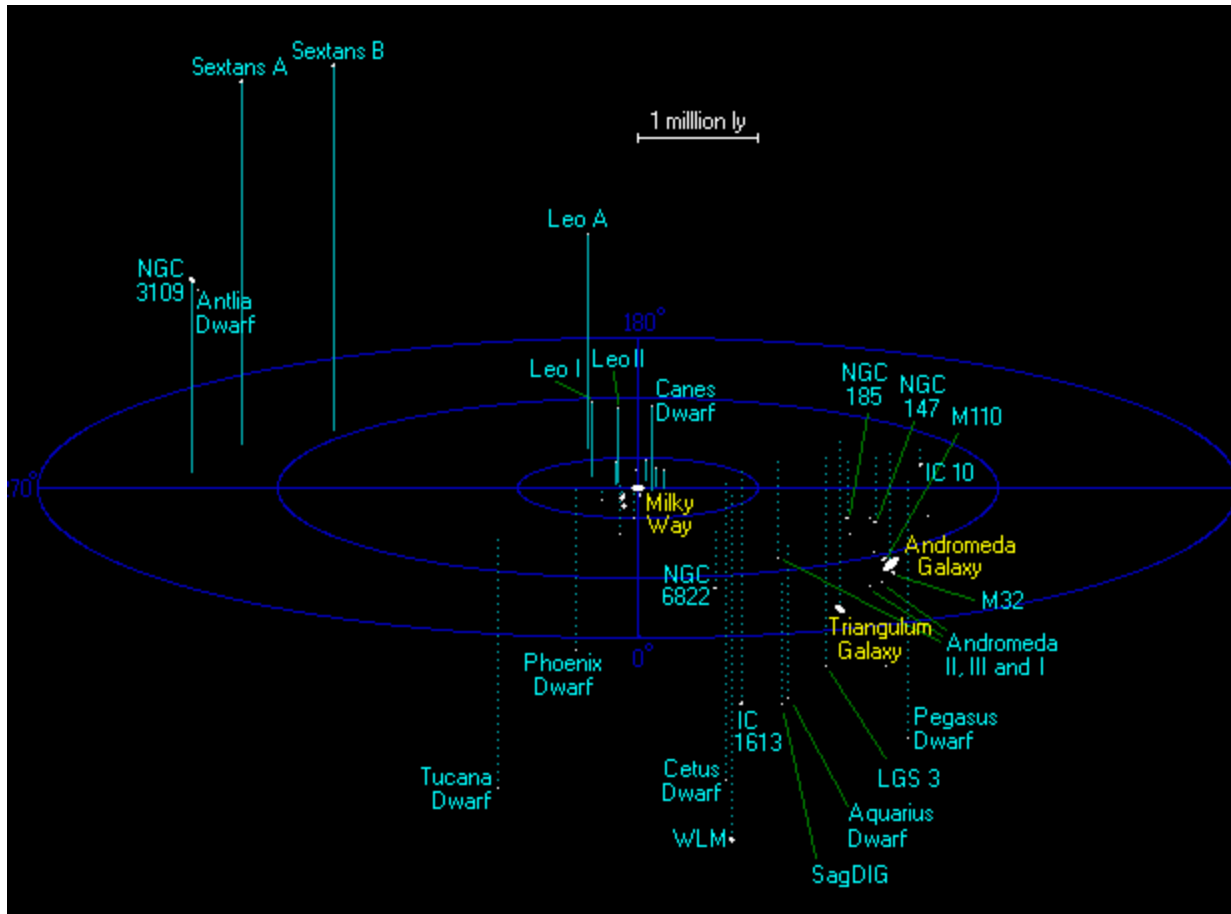 Sextans B
Sextans A
1 milllion ly
Leo A
NGC
3109
Antlia
Dwarf
180°
Leo I
Leo II
Canes
Dwarf
NGC
185
NGC
147
M110
IC 10
70°
Milky
Way
Andromeda
Galaxy
NGC
6822
M32
Triangulum
Galaxy
Andromeda
II, III and I
0°
Phoenix
Dwarf
IC
1613
Pegasus
Dwarf
Tucana
Dwarf
Cetus
Dwarf
LGS 3
Aquarius
Dwarf
WLM
SagDIG